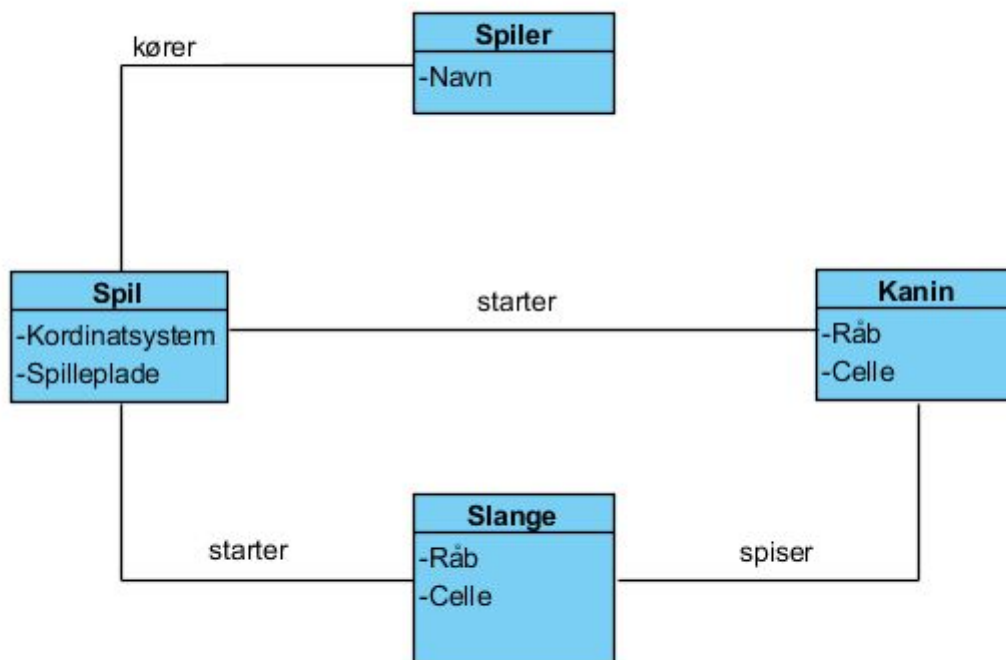 Spiler
-Navn
kører
Spil
-Kordinatsystem
-Spilleplade
starter
Kanin
-Råb
-Celle
starter
Slange
-Råb
-Celle
spiser